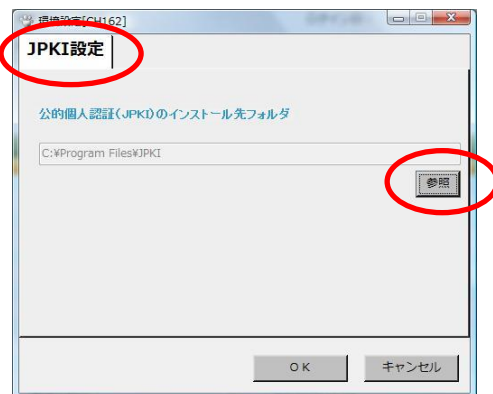 環境設定[CH162]
JPKI設定
公的個人認証(JPKI)のインストール先フォルダ
C:¥Program Files¥JPKI
参照
OK
キャンセル